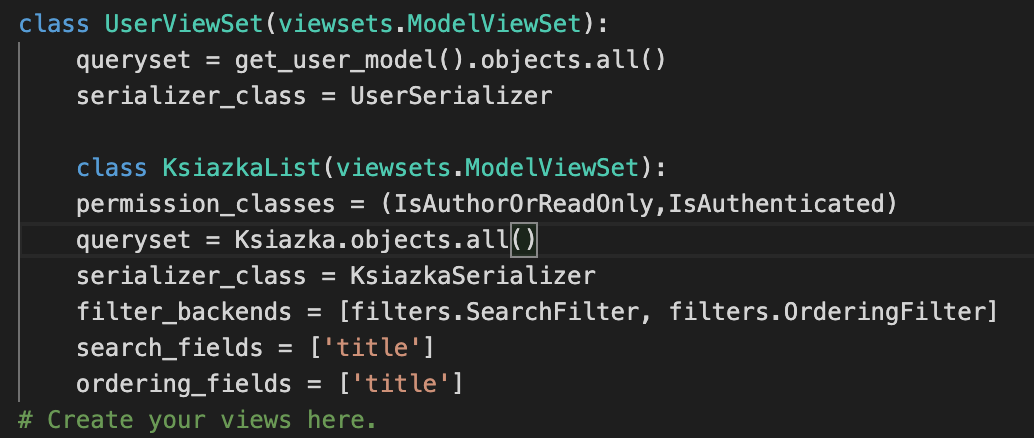 class UserViewSet(viewsets.ModelViewSet):
    queryset = get_user_model().objects.all()
    serializer_class = UserSerializer

    class KsiazkaList(viewsets.ModelViewSet):
    permission_classes = (IsAuthorOrReadOnly,IsAuthenticated)
    queryset = Ksiazka.objects.all()
    serializer_class = KsiazkaSerializer
    filter_backends = [filters.SearchFilter, filters.OrderingFilter]
    search_fields = ['title']
    ordering_fields = ['title']
# Create your views here.